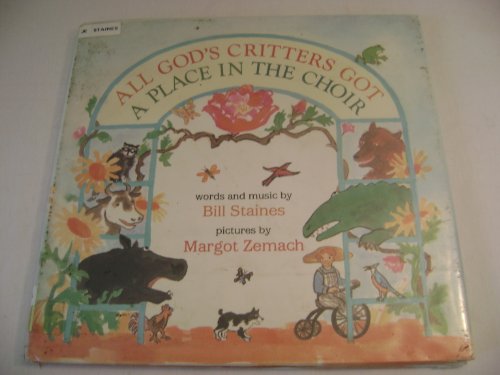 STAINES
ALL GOD'S CRITTERS GOT
A PLACE IN THE CHOIR
words and music by
Bill Staines
pictures by
Margot Zemach